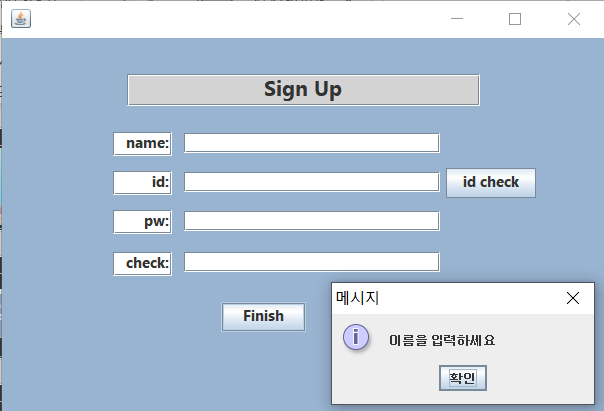 Sign Up
name:
id:
id check
pw:
check:
Finish
메시지
이름을 입력하세요
확인